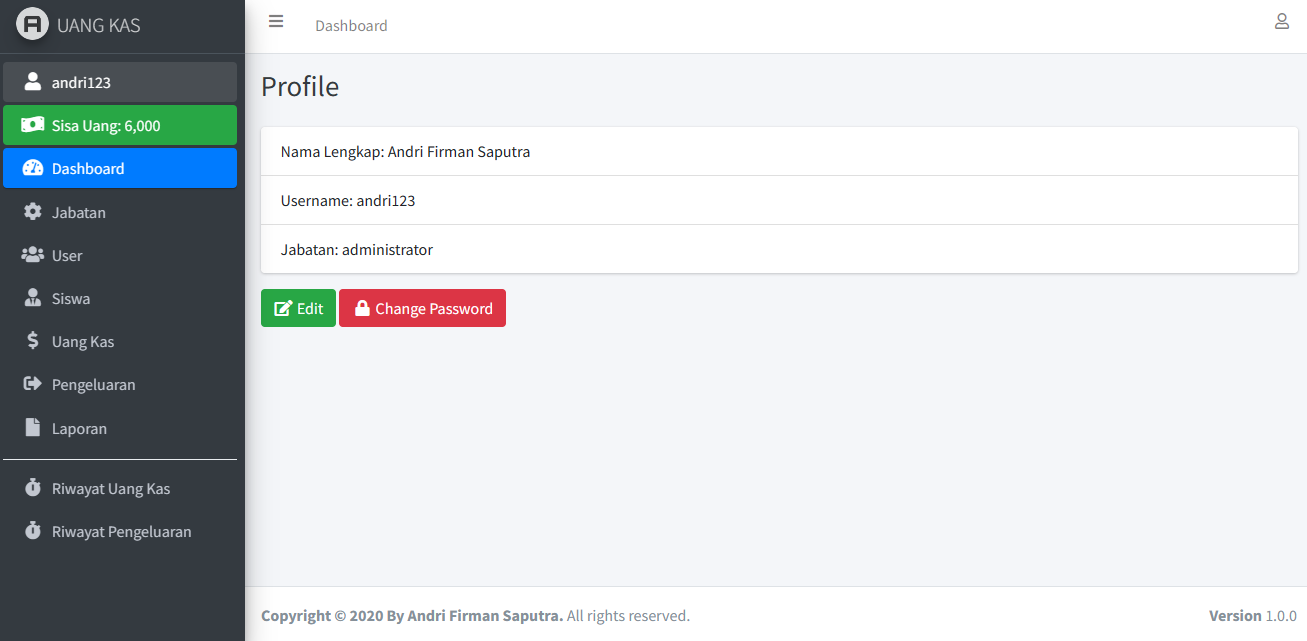 UANG KAS
Dashboard
andri123
Sisa Uang: 6,000
Dashboard
Jabatan
User
Siswa
Uang Kas
Pengeluaran
Laporan
Riwayat Uang Kas
Riwayat Pengeluaran
Profile
Nama Lengkap: Andri Firman Saputra
Username: andri123
Jabatan: administrator
Edit
Change Password
Copyright © 2020 By Andri Firman Saputra. All rights reserved.
Version 1.0.0